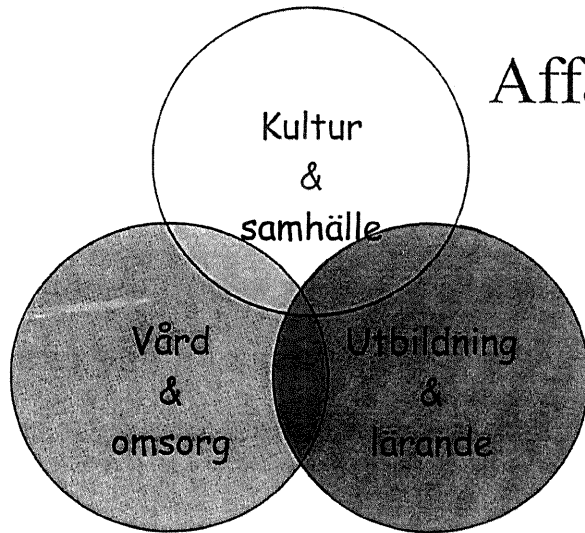 Kultur
&
samhälle
Vård
&
omsorg
Utbildning
&
lärande